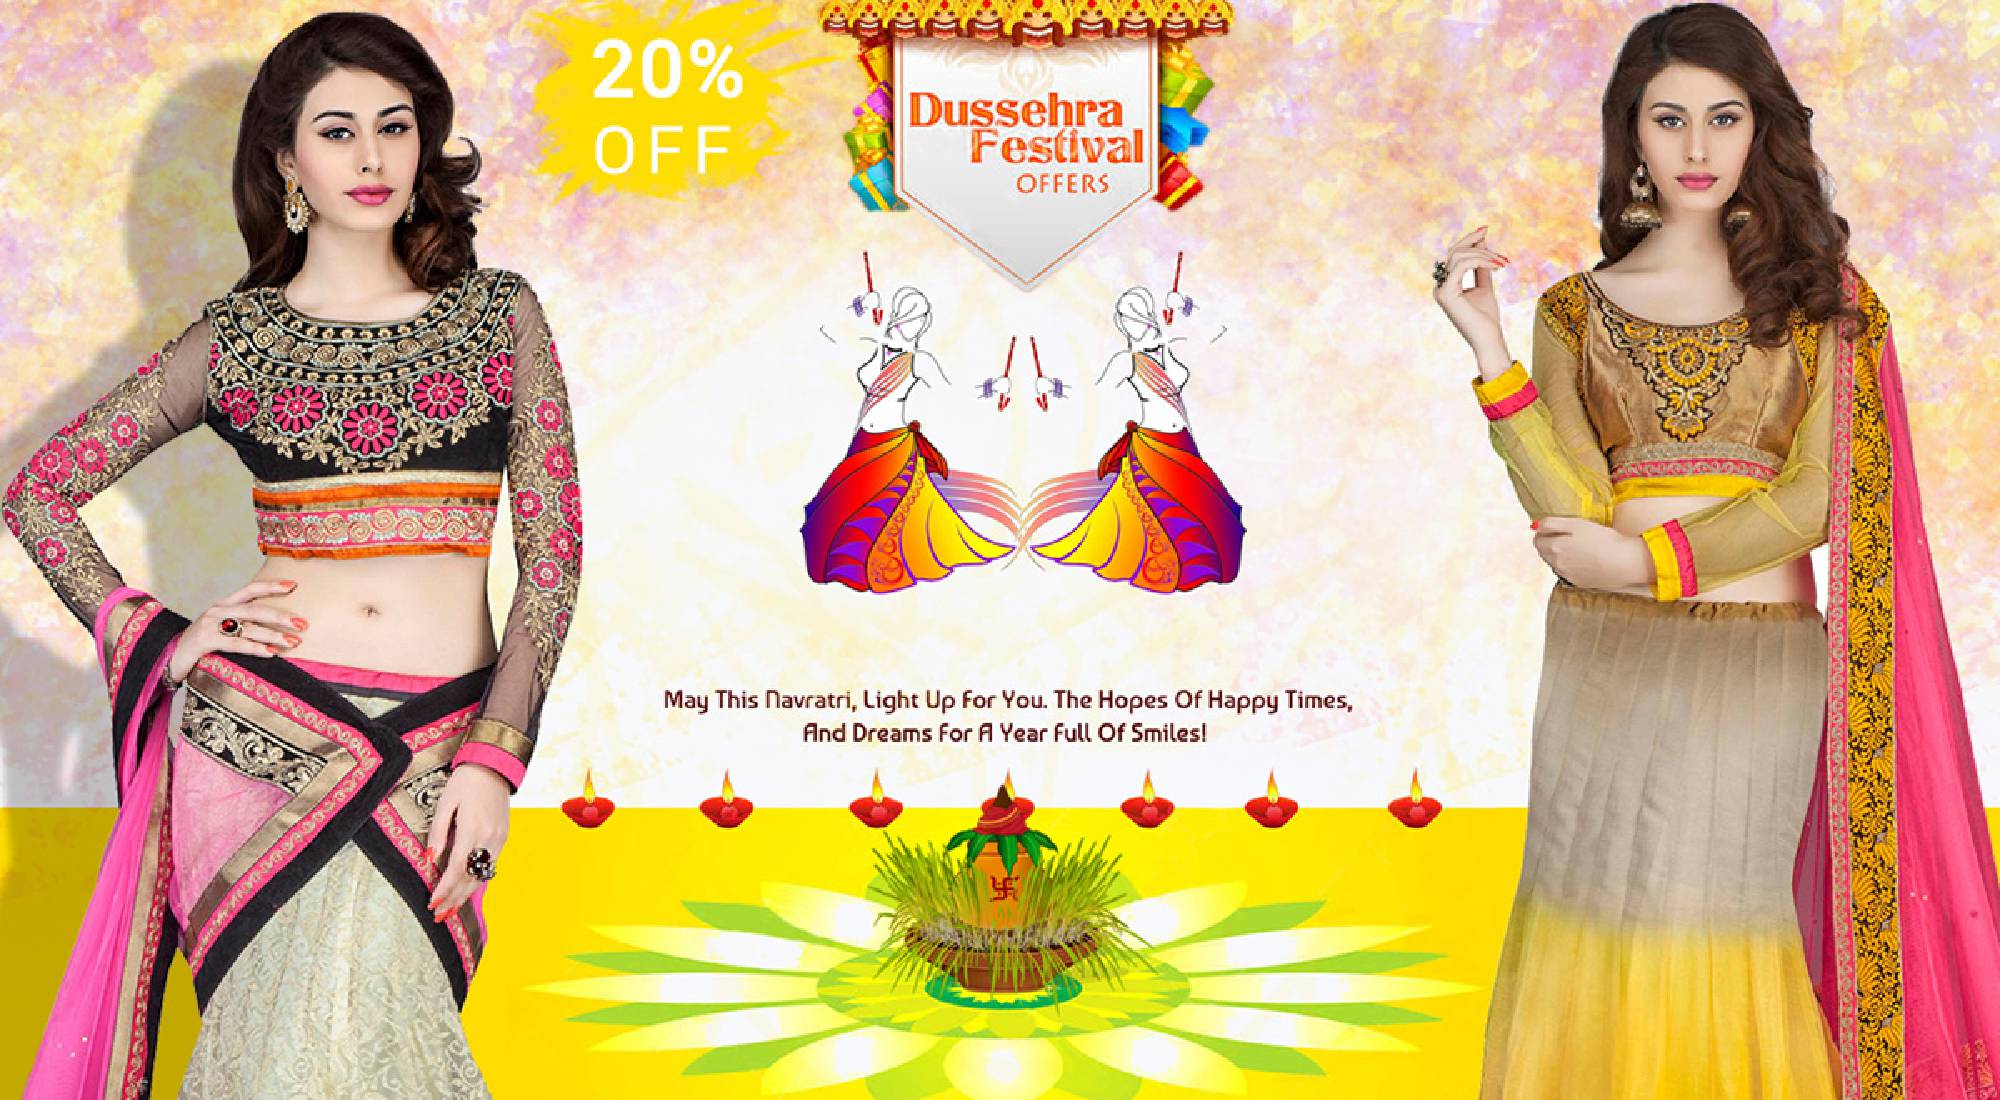 20%
OFF
Dussehra
Festival
OFFERS
May This Navratri, Light Up For You. The Hopes Of Happy Times,
And Dreams For A Year Full Of Smiles!